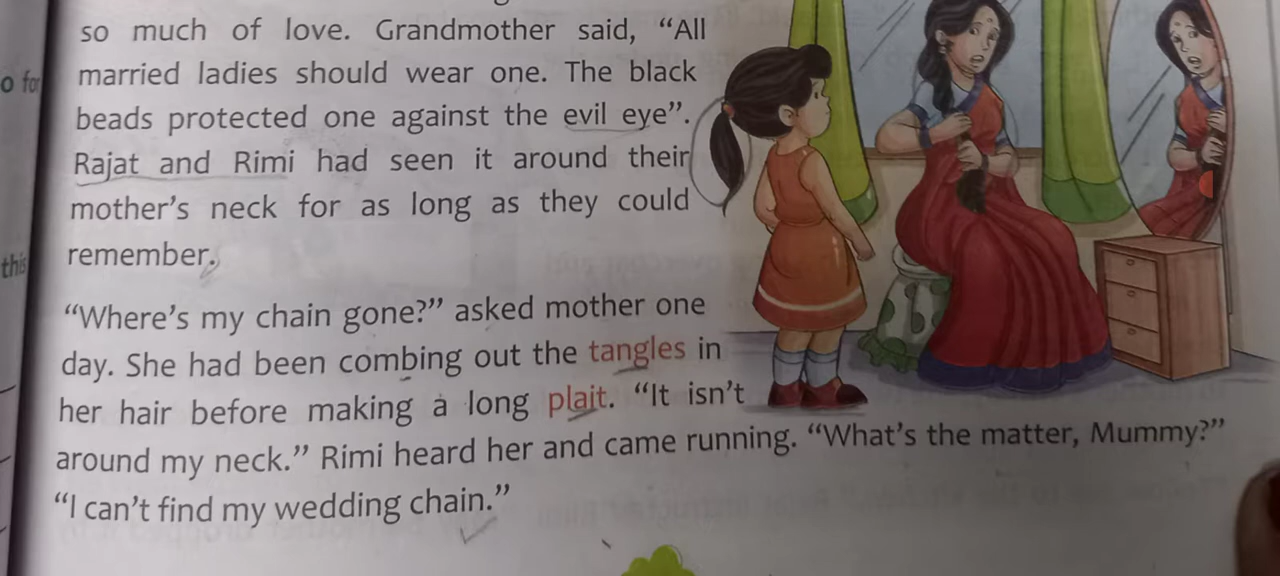 so much of love. Grandmother said, “All
married ladies should wear one. The black
beads protected one against the evil eye”.
Rajat and Rimi had seen it around their
mother’s neck for as long as they could
remember.
“Where’s my chain gone?” asked mother one
day. She had been combing out the tangles in
her hair before making a long plait. “It isn’t
around my neck.” Rimi heard her and came running. “What’s the matter, Mummy?”
“I can’t find my wedding chain.”